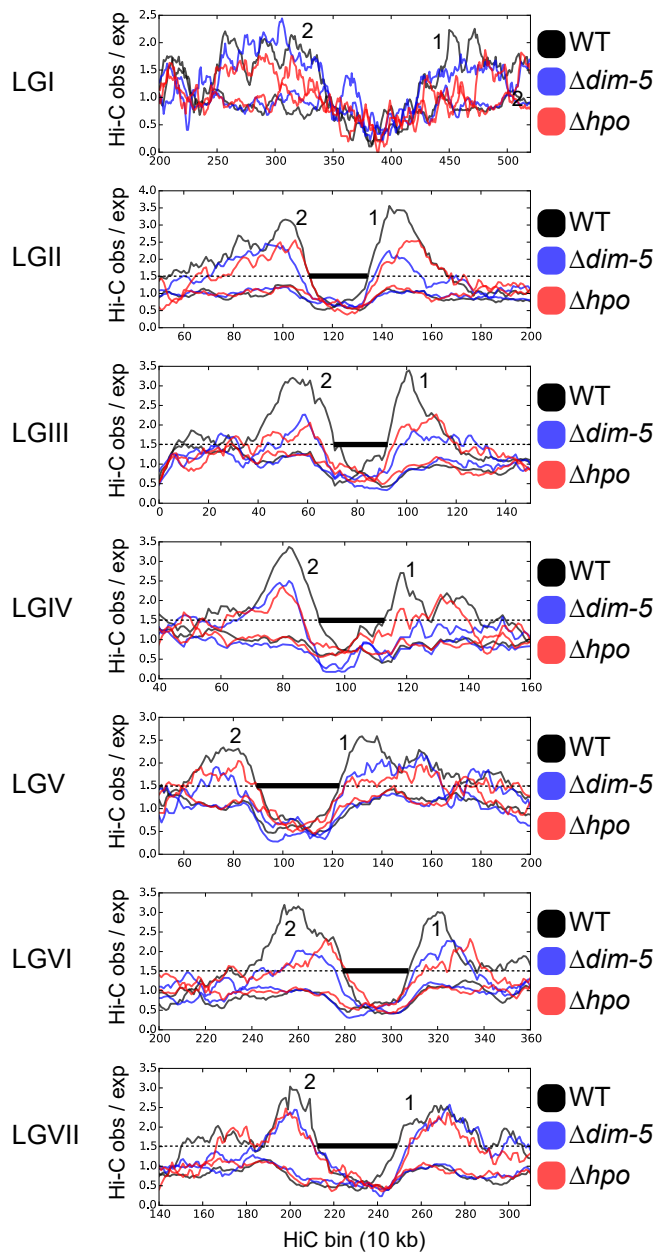 LGI
Hi-C obs / exp
2.5
2.0
1.5
1.0
0.5
0.0
2
1
2
200 250 300 350 400 450 500
WT
Δdim-5
Δhpo
LGII
Hi-C obs / exp
4.0
3.5
3.0
2.5
2.0
1.5
1.0
0.5
0.0
2
1
60 80 100 120 140 160 180 200
WT
Δdim-5
Δhpo
LGIII
Hi-C obs / exp
3.5
3.0
2.5
2.0
1.5
1.0
0.5
0.0
2
1
0 20 40 60 80 100 120 140
WT
Δdim-5
Δhpo
LGIV
Hi-C obs / exp
3.5
3.0
2.5
2.0
1.5
1.0
0.5
0.0
2
1
40 60 80 100 120 140 160
WT
Δdim-5
Δhpo
LGV
Hi-C obs / exp
3.0
2.5
2.0
1.5
1.0
0.5
0.0
2
1
60 80 100 120 140 160 180 200
WT
Δdim-5
Δhpo
LGVI
Hi-C obs / exp
3.5
3.0
2.5
2.0
1.5
1.0
0.5
0.0
2
1
200 220 240 260 280 300 320 340 360
WT
Δdim-5
Δhpo
LGVII
Hi-C obs / exp
3.5
3.0
2.5
2.0
1.5
1.0
0.5
0.0
2
1
140 160 180 200 220 240 260 280 300
WT
Δdim-5
Δhpo
HiC bin (10 kb)